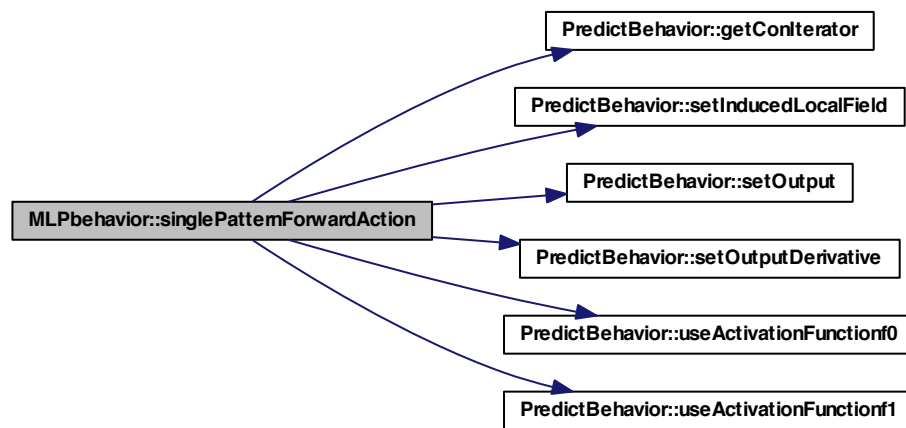 PredictBehavior::getConIterator
PredictBehavior::setInducedLocalField
PredictBehavior::setOutput
MLPbehavior::singlePatternForwardAction
PredictBehavior::setOutputDerivative
PredictBehavior::useActivationFunctionf0
PredictBehavior::useActivationFunctionf1